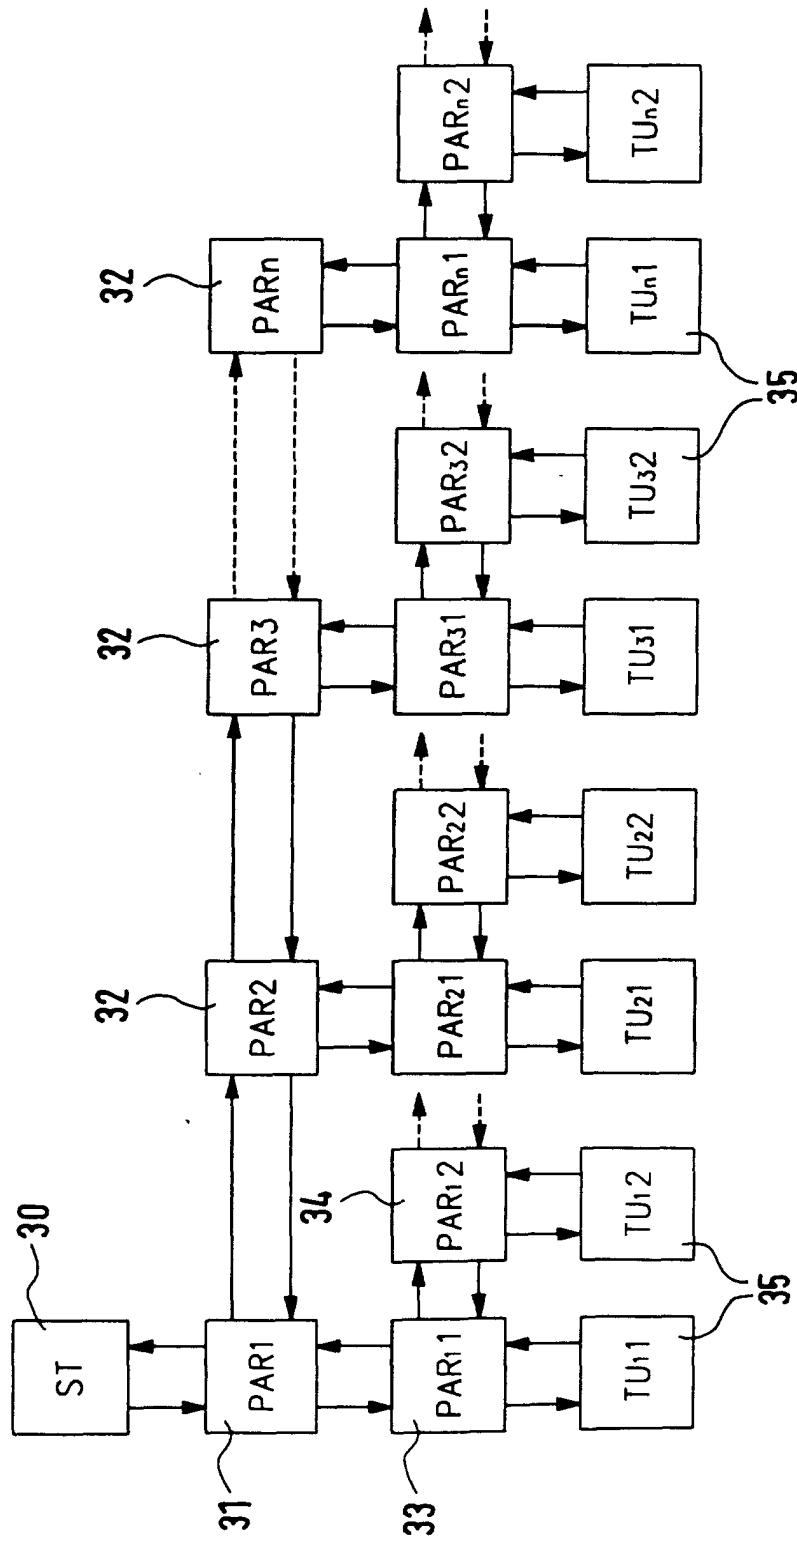 ST 30
32 32 32
31 PAR1 PAR2 PAR3 PARn
34
33 PAR₁1 PAR₁2 PAR₂1 PAR₂2 PAR₃1 PAR₃2 PARₙ1 PARₙ2
TU₁1 TU₁2 TU₂1 TU₂2 TU₃1 TU₃2 TUₙ1 TUₙ2
35 35